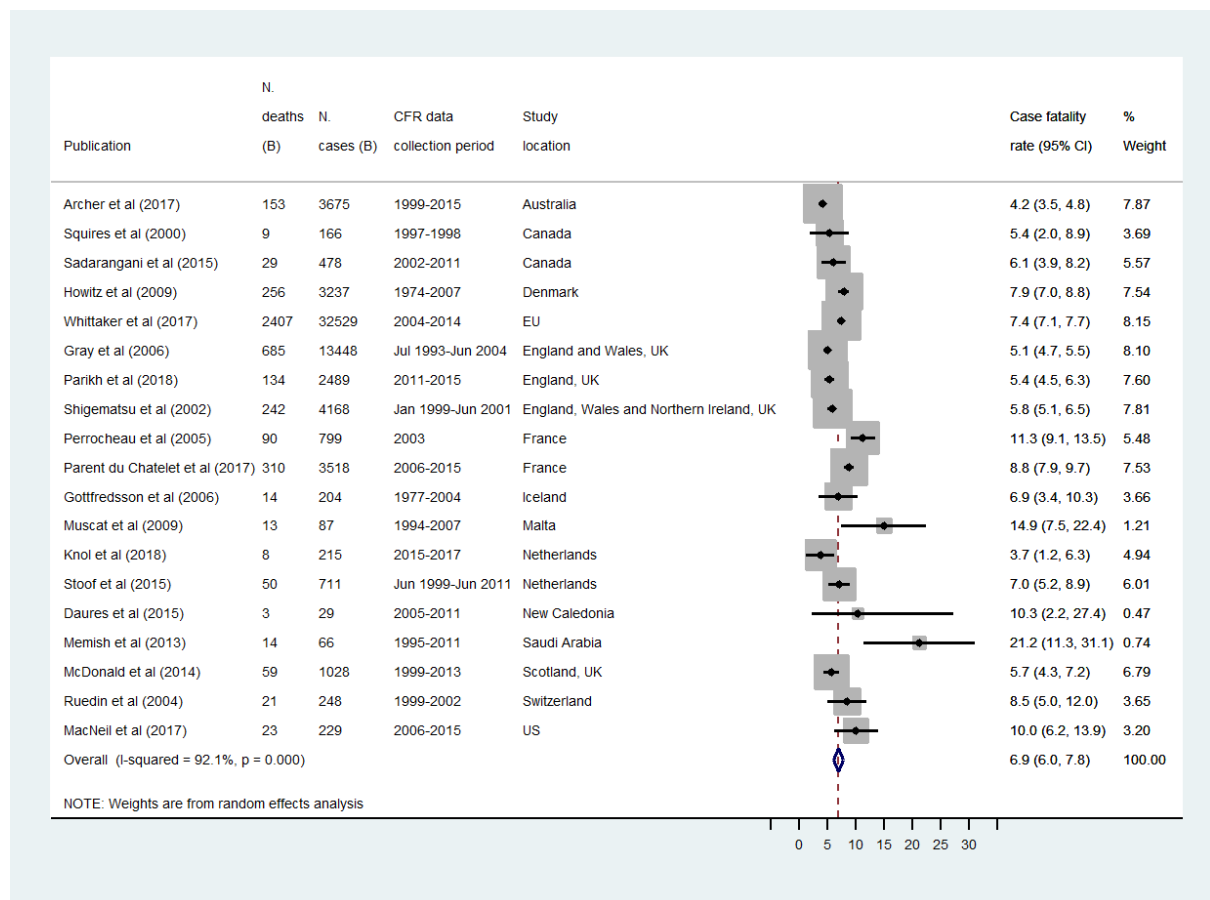 N.
deaths N. CFR data Study Case fatality %
Publication (B) cases (B) collection period location rate (95% CI) Weight
Archer et al (2017) 153 3675 1999-2015 Australia 4.2 (3.5, 4.8) 7.87
Squires et al (2000) 9 166 1997-1998 Canada 5.4 (2.0, 8.9) 3.69
Sadarangani et al (2015) 29 478 2002-2011 Canada 6.1 (3.9, 8.2) 5.57
Howitz et al (2009) 256 3237 1974-2007 Denmark 7.9 (7.0, 8.8) 7.54
Whittaker et al (2017) 2407 32529 2004-2014 EU 7.4 (7.1, 7.7) 8.15
Gray et al (2006) 685 13448 Jul 1993-Jun 2004 England and Wales, UK 5.1 (4.7, 5.5) 8.10
Parikh et al (2018) 134 2489 2011-2015 England, UK 5.4 (4.5, 6.3) 7.60
Shigematsu et al (2002) 242 4168 Jan 1999-Jun 2001 England, Wales and Northern Ireland, UK 5.8 (5.1, 6.5) 7.81
Perrocheau et al (2005) 90 799 2003 France 11.3 (9.1, 13.5) 5.48
Parent du Chatelet et al (2017) 310 3518 2006-2015 France 8.8 (7.9, 9.7) 7.53
Gottfredsson et al (2006) 14 204 1977-2004 Iceland 6.9 (3.4, 10.3) 3.66
Muscat et al (2009) 13 87 1994-2007 Malta 14.9 (7.5, 22.4) 1.21
Knol et al (2018) 8 215 2015-2017 Netherlands 3.7 (1.2, 6.3) 4.94
Stoof et al (2015) 50 711 Jun 1999-Jun 2011 Netherlands 7.0 (5.2, 8.9) 6.01
Daures et al (2015) 3 29 2005-2011 New Caledonia 10.3 (2.2, 27.4) 0.47
Memish et al (2013) 14 66 1995-2011 Saudi Arabia 21.2 (11.3, 31.1) 0.74
McDonald et al (2014) 59 1028 1999-2013 Scotland, UK 5.7 (4.3, 7.2) 6.79
Ruedin et al (2004) 21 248 1999-2002 Switzerland 8.5 (5.0, 12.0) 3.65
MacNeil et al (2017) 23 229 2006-2015 US 10.0 (6.2, 13.9) 3.20
Overall (I-squared = 92.1%, p = 0.000) 6.9 (6.0, 7.8) 100.00
NOTE: Weights are from random effects analysis
0 5 10 15 20 25 30